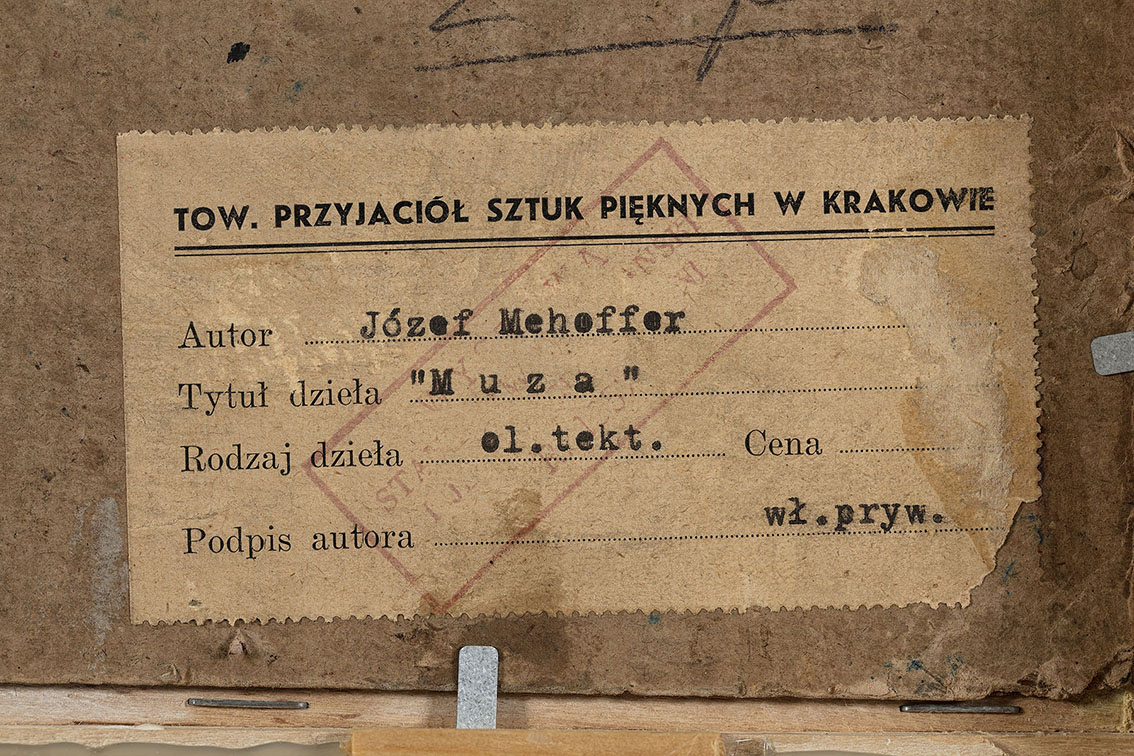 TOW. PRZYJACIÓŁ SZTUK PIĘKNYCH W KRAKOWIE
Autor Józef Mehoffer
Tytuł dzieła "M u z a"
Rodzaj dzieła ol.tekt. Cena
Podpis autora wł.pryw.